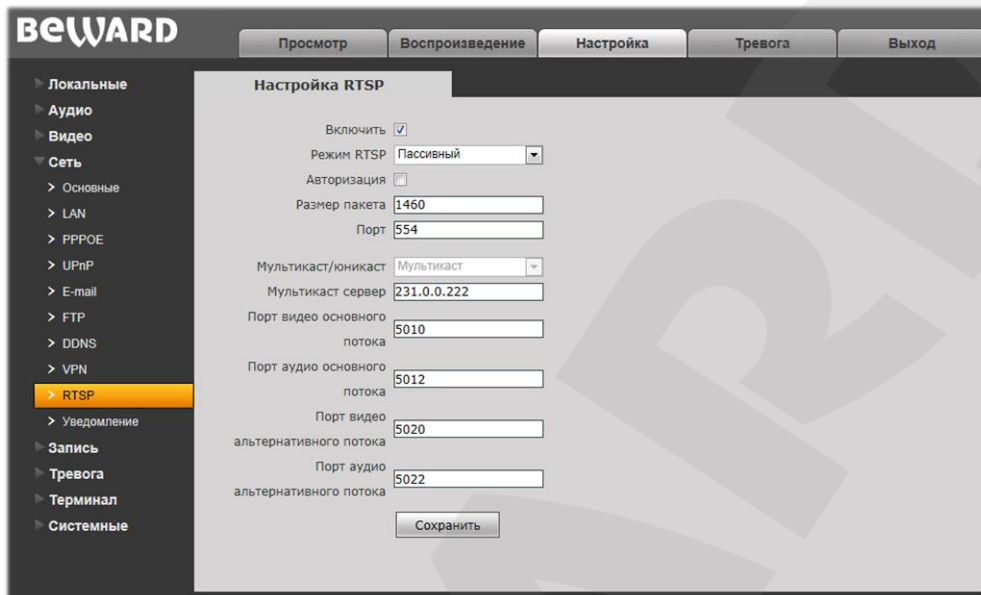 BEWARD
Просмотр
Воспроизведение
Настройка
Тревога
Выход
Локальные
Аудио
Видео
Сеть
Основные
LAN
PPPOE
UPnP
E-mail
FTP
DDNS
VPN
RTSP
Уведомление
Запись
Тревога
Терминал
Системные
Настройка RTSP
Включить
Режим RTSP Пассивный
Авторизация
Размер пакета 1460
Порт 554
Мультикаст/юникаст Мультикаст
Мультикаст сервер 231.0.0.222
Порт видео основного
потока 5010
Порт аудио основного
потока 5012
Порт видео
альтернативного потока 5020
Порт аудио
альтернативного потока 5022
Сохранить